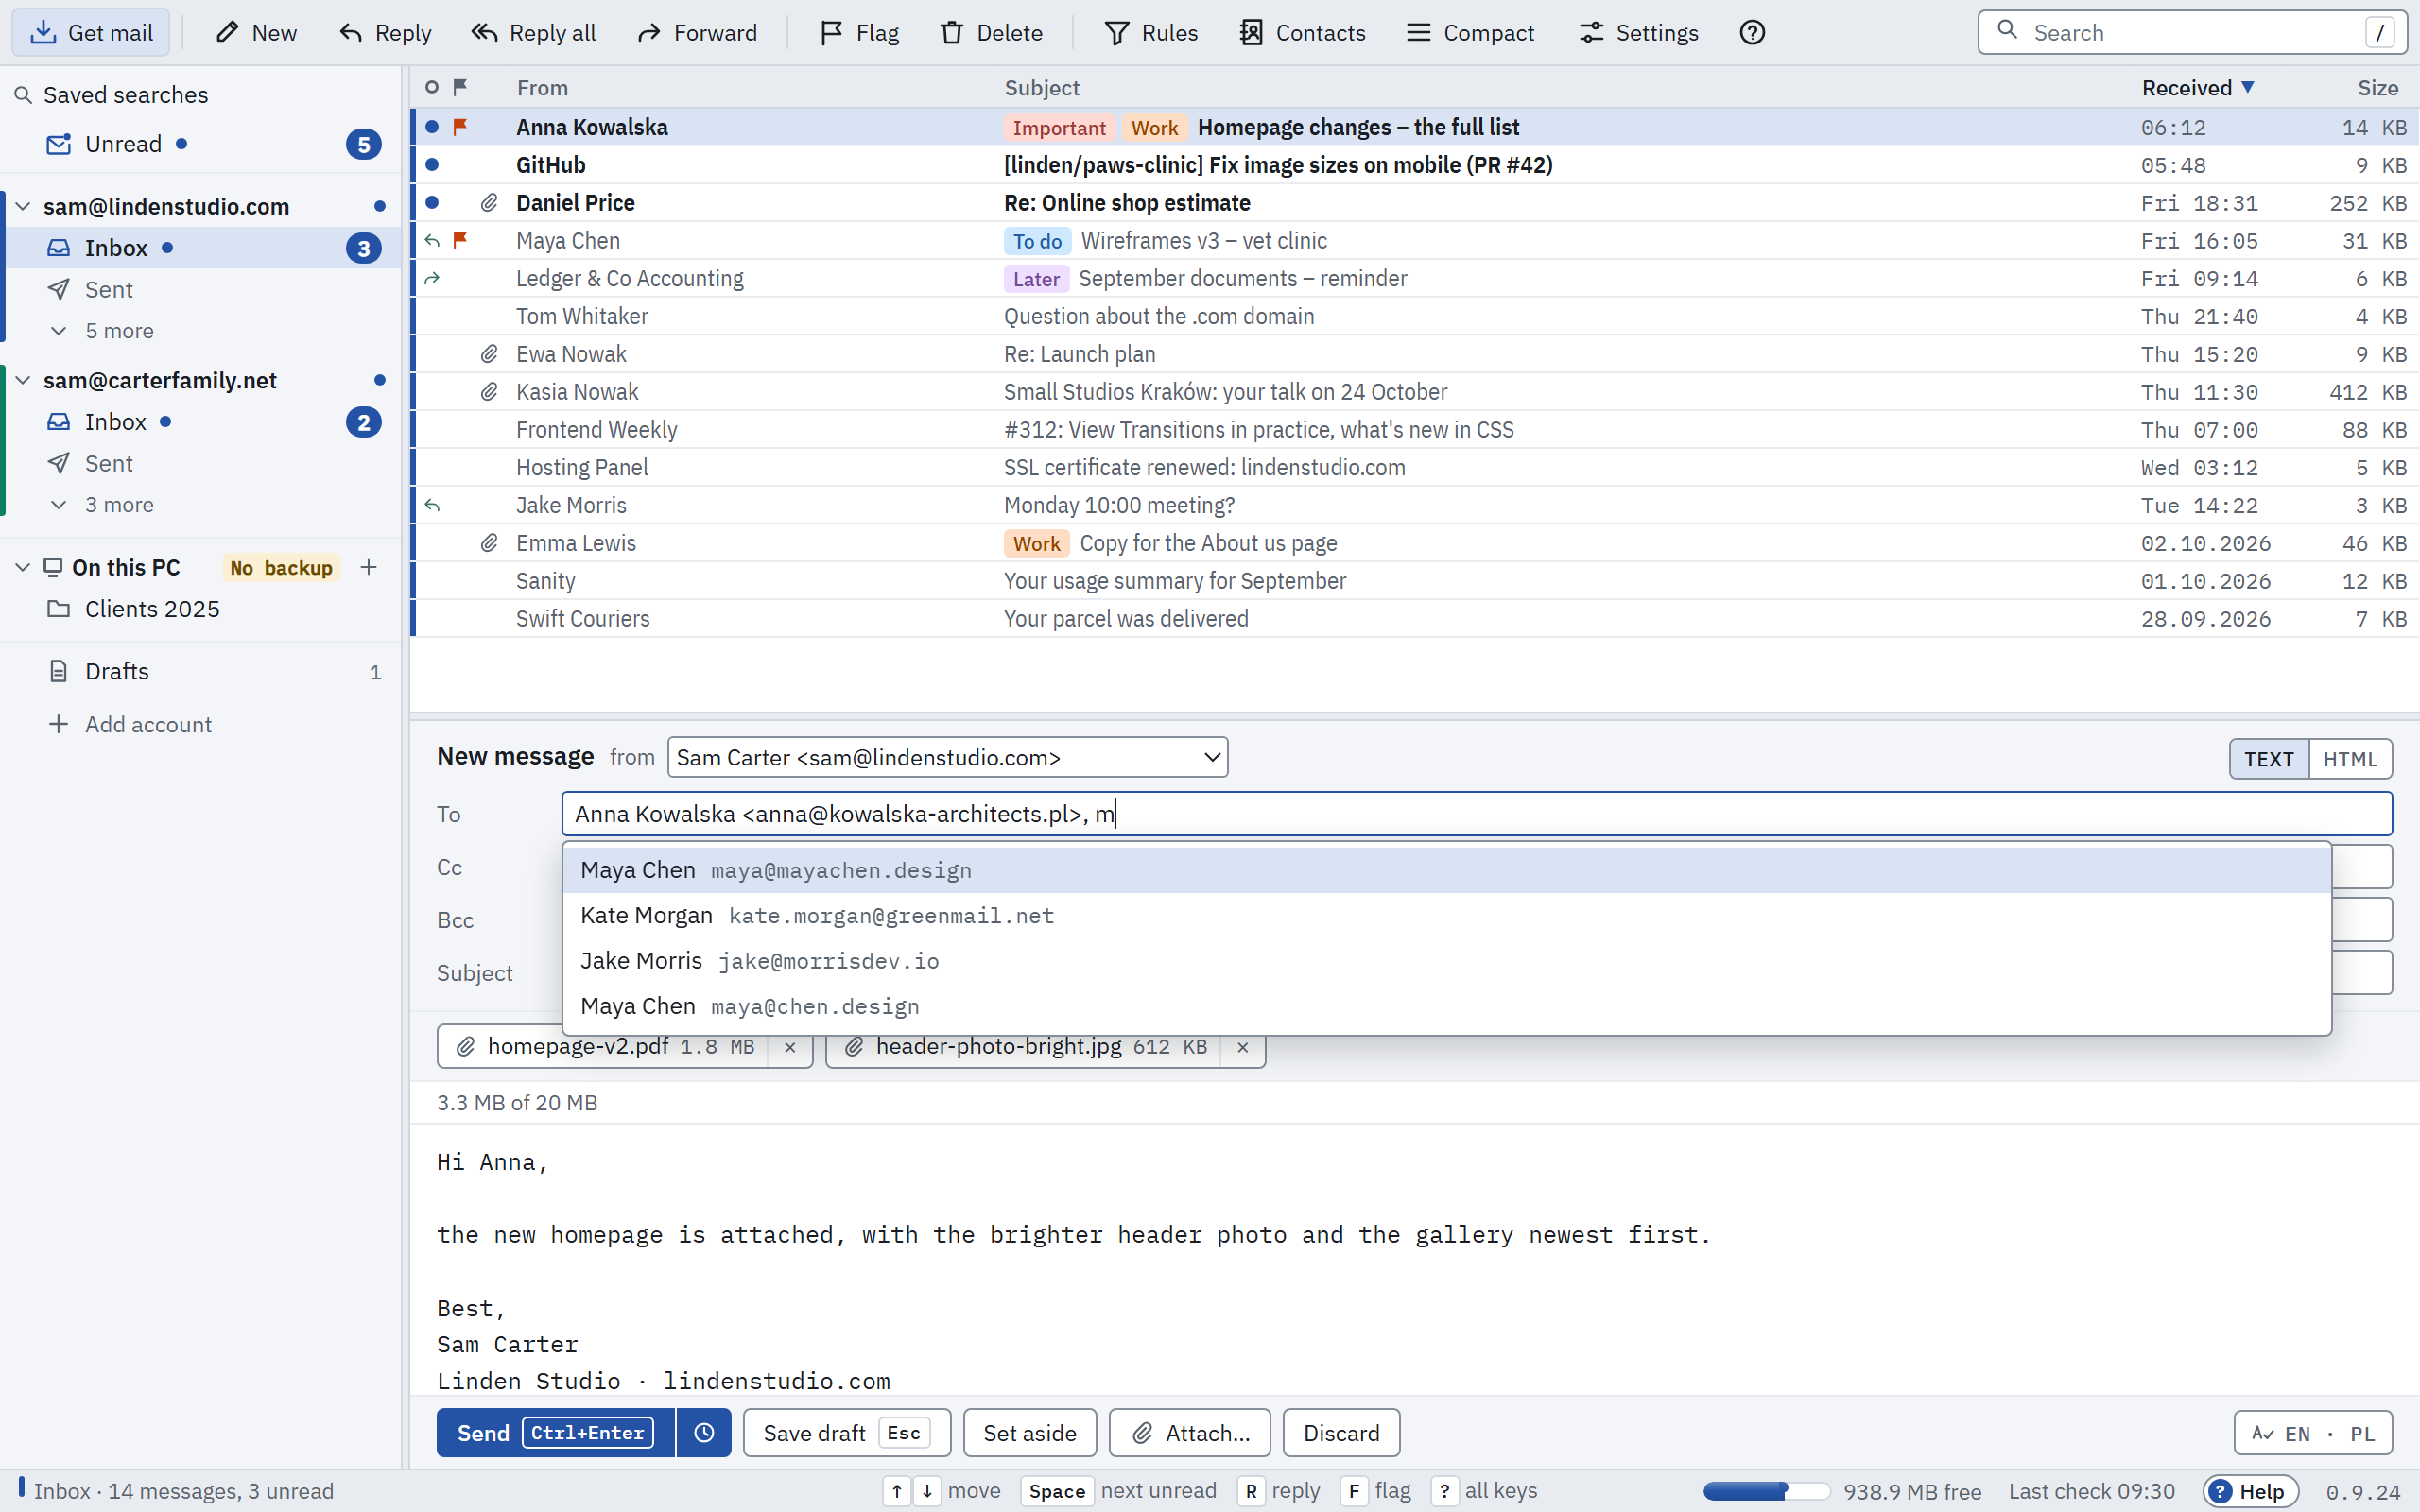 Get mail New Reply Reply all Forward Flag Delete Rules Contacts Compact Settings ? Search /
Saved searches
Unread 5
sam@lindenstudio.com
Inbox 3
Sent
5 more
sam@carterfamily.net
Inbox 2
Sent
3 more
On this PC No backup +
Clients 2025
Drafts 1
+ Add account
From Subject Received Size
Anna Kowalska Important Work Homepage changes – the full list 06:12 14 KB
GitHub [linden/paws-clinic] Fix image sizes on mobile (PR #42) 05:48 9 KB
Daniel Price Re: Online shop estimate Fri 18:31 252 KB
Maya Chen To do Wireframes v3 – vet clinic Fri 16:05 31 KB
Ledger & Co Accounting Later September documents – reminder Fri 09:14 6 KB
Tom Whitaker Question about the .com domain Thu 21:40 4 KB
Ewa Nowak Re: Launch plan Thu 15:20 9 KB
Kasia Nowak Small Studios Kraków: your talk on 24 October Thu 11:30 412 KB
Frontend Weekly #312: View Transitions in practice, what's new in CSS Thu 07:00 88 KB
Hosting Panel SSL certificate renewed: lindenstudio.com Wed 03:12 5 KB
Jake Morris Monday 10:00 meeting? Tue 14:22 3 KB
Emma Lewis Work Copy for the About us page 02.10.2026 46 KB
Sanity Your usage summary for September 01.10.2026 12 KB
Swift Couriers Your parcel was delivered 28.09.2026 7 KB
New message from Sam Carter <sam@lindenstudio.com> TEXT HTML
To Anna Kowalska <anna@kowalska-architects.pl>, m
Cc
Bcc
Subject
Maya Chen maya@mayachen.design
Kate Morgan kate.morgan@greenmail.net
Jake Morris jake@morrisdev.io
Maya Chen maya@chen.design
homepage-v2.pdf 1.8 MB × header-photo-bright.jpg 612 KB ×
3.3 MB of 20 MB
Hi Anna,
the new homepage is attached, with the brighter header photo and the gallery newest first.
Best,
Sam Carter
Linden Studio · lindenstudio.com
Send Ctrl+Enter Save draft Esc Set aside Attach... Discard EN · PL
Inbox · 14 messages, 3 unread ↑ ↓ move Space next unread R reply F flag ? all keys 938.9 MB free Last check 09:30 ? Help 0.9.24